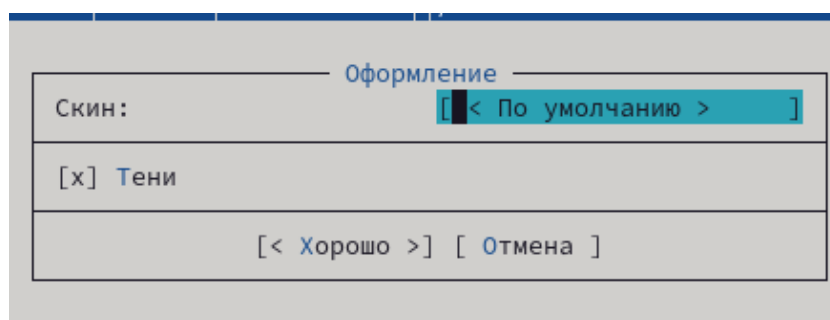 Оформление
Скин: [ < По умолчанию > ]
[x] Тени
[< Хорошо >] [ Отмена ]